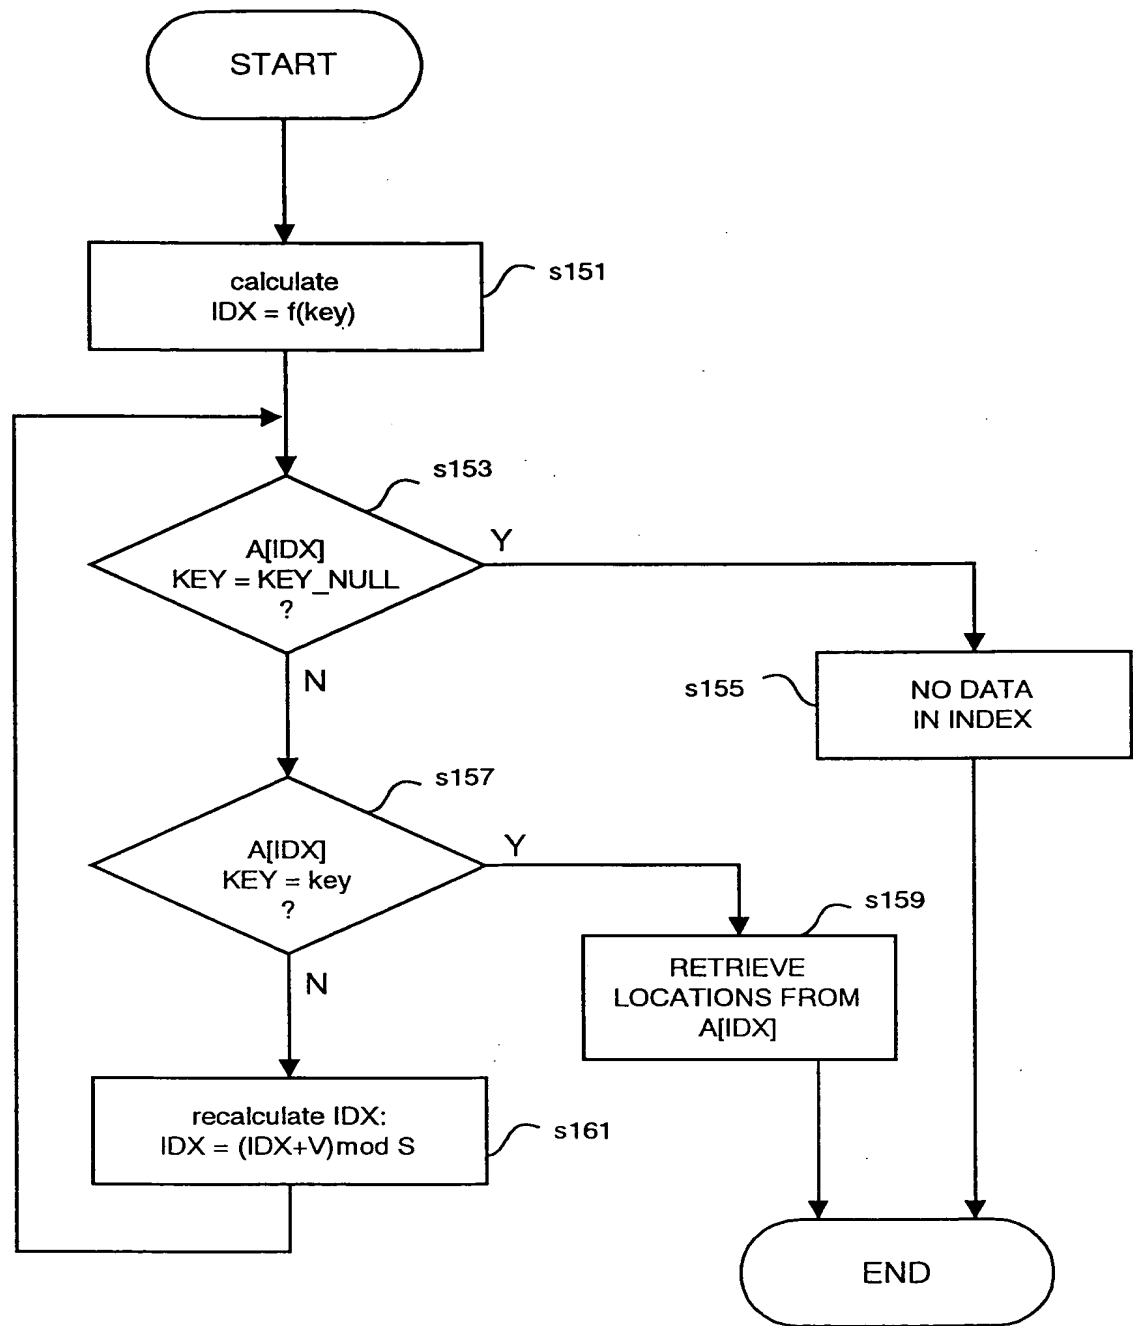 START
calculate
IDX = f(key)
s151
s153
A[IDX]
KEY = KEY_NULL
?
Y
N
s155
NO DATA
IN INDEX
s157
A[IDX]
KEY = key
?
Y
N
s159
RETRIEVE
LOCATIONS FROM
A[IDX]
recalculate IDX:
IDX = (IDX+V)mod S
s161
END